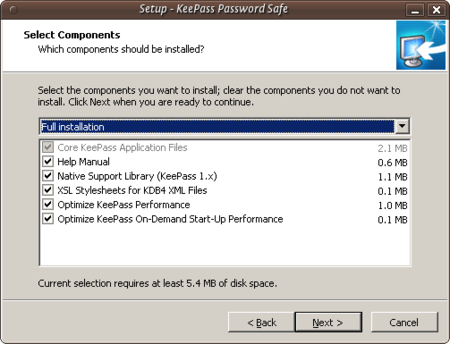 Setup - KeePass Password Safe
Select Components
Which components should be installed?
Select the components you want to install; clear the components you do not want to
install. Click Next when you are ready to continue.
Full installation
Core KeePass Application Files 2.1 MB
Help Manual 0.6 MB
Native Support Library (KeePass 1.x) 1.1 MB
XSL Stylesheets for KDB4 XML Files 0.1 MB
Optimize KeePass Performance 1.0 MB
Optimize KeePass On-Demand Start-Up Performance 0.1 MB
Current selection requires at least 5.4 MB of disk space.
< Back Next > Cancel